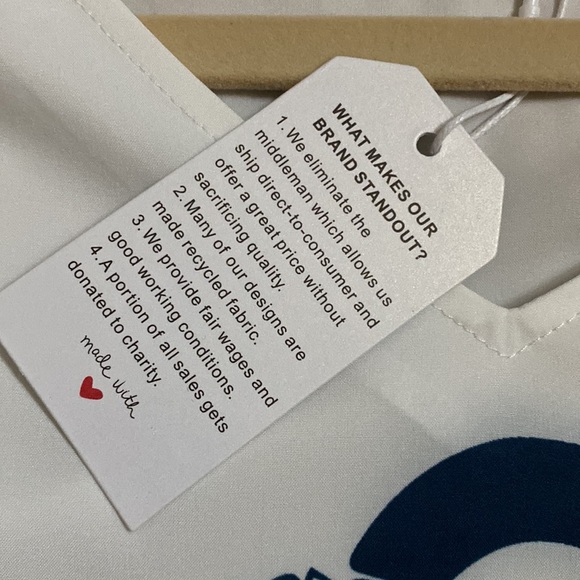 WHAT MAKES OUR
BRAND STANDOUT?
1. We eliminate the
middleman which allows us
ship direct-to-consumer and
offer a great price without
sacrificing quality.
2. Many of our designs are
made recycled fabric.
3. We provide fair wages and
good working conditions.
4. A portion of all sales gets
donated to charity.
made with